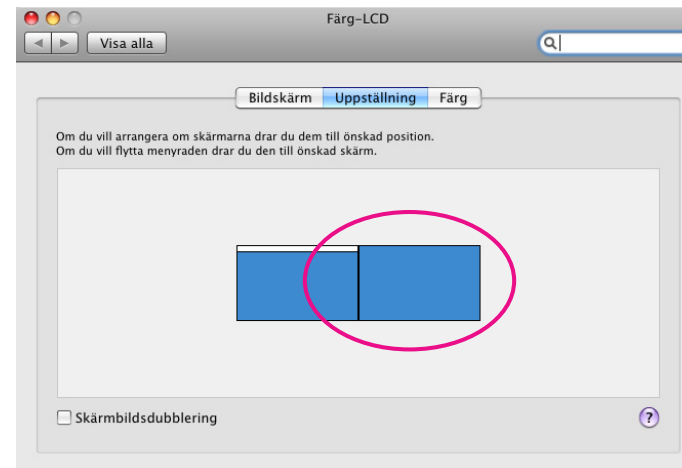 Färg-LCD
Visa alla
Bildskärm Uppställning Färg
Om du vill arrangera om skärmarna drar du dem till önskad position.
Om du vill flytta menyraden drar du den till önskad skärm.
Skärmbildsdubblering
?